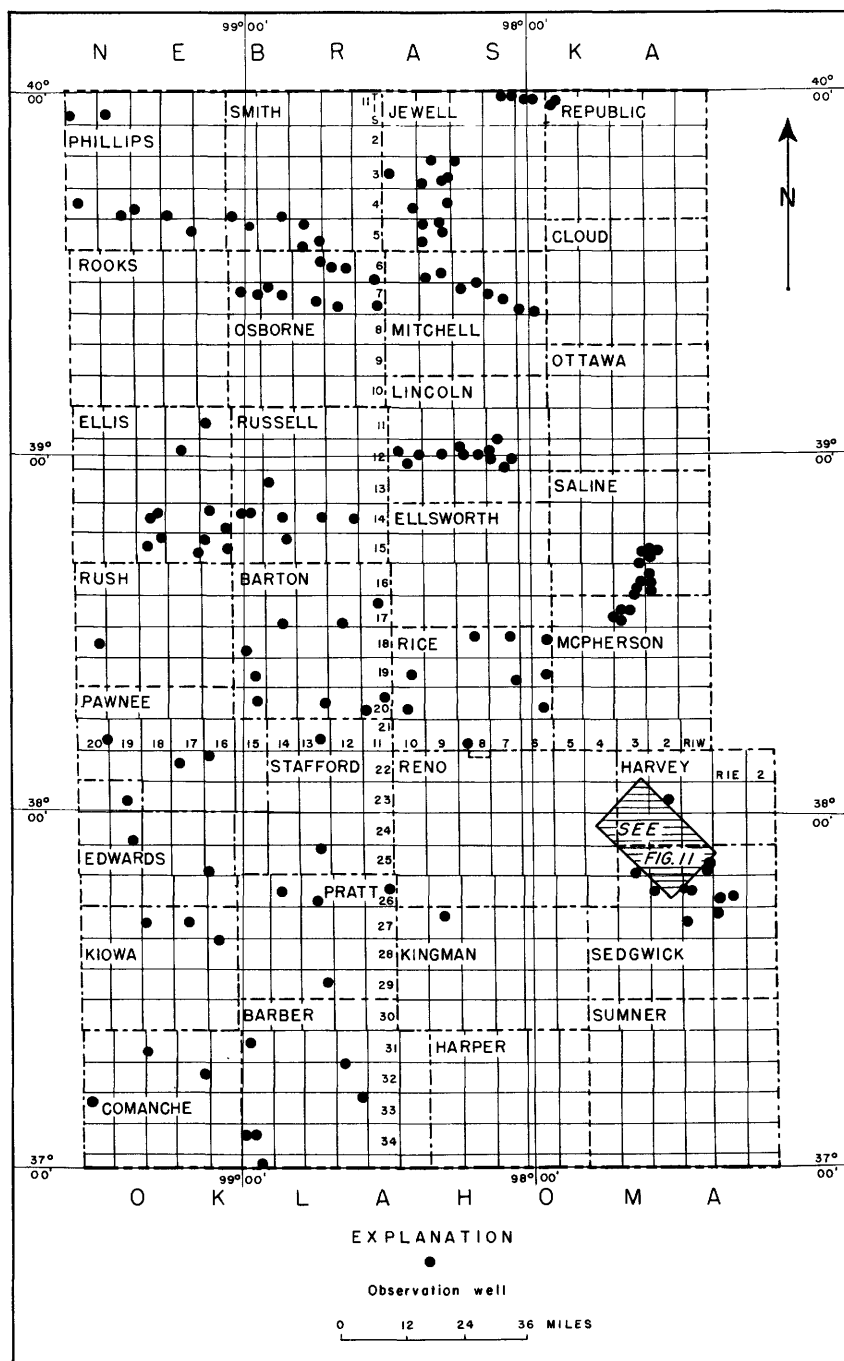 99° 00' 98° 00'
N E B R A S K A
40° 00' 40° 00'
SMITH JEWELL REPUBLIC
T
1
S
PHILLIPS 2
N
3
4
5 CLOUD
ROOKS 6
7
OSBORNE 8 MITCHELL
9 OTTAWA
10 LINCOLN
ELLIS RUSSELL 11
39° 00' 12 39° 00'
13 SALINE
14 ELLSWORTH
15
RUSH BARTON 16
17
18 RICE MCPHERSON
19
PAWNEE 20
21
20 19 18 17 16 15 14 13 12 11 10 9 8 7 6 5 4 3 2 R1W
STAFFORD 22 RENO HARVEY R1E 2
23
38° 00' 38° 00'
24 SEE
EDWARDS 25 FIG. 11
PRATT 26
27
KIOWA 28 KINGMAN SEDGWICK
29
BARBER 30 SUMNER
31 HARPER
32
COMANCHE 33
34
37° 00' 37° 00'
99° 00' 98° 00'
O K L A H O M A
EXPLANATION
Observation well
0 12 24 36 MILES